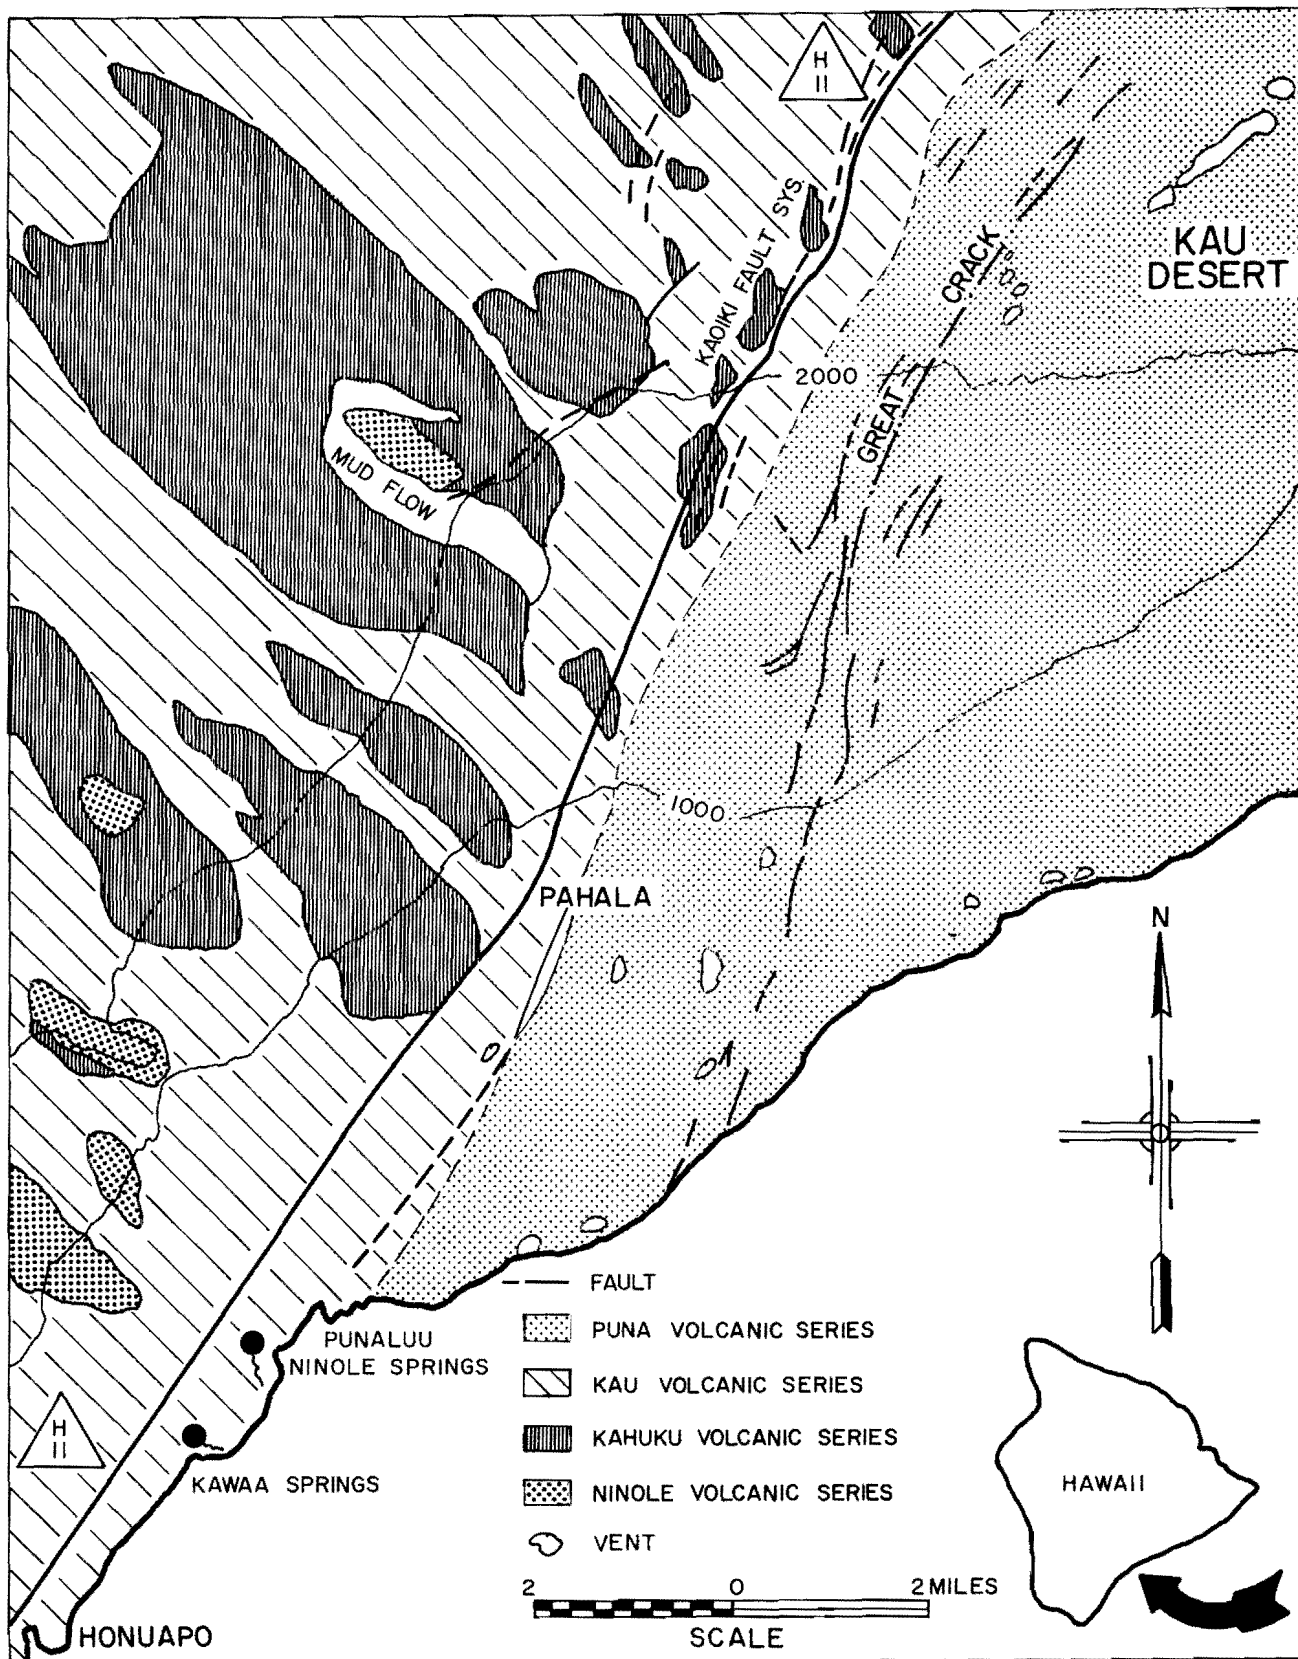 H
11
KAU
DESERT
KAOIKI FAULT SYS.
GREAT CRACK
2000
MUD FLOW
1000
PAHALA
N
PUNALUU
NINOLE SPRINGS
H
11
KAWAA SPRINGS
HONUAPO
FAULT
PUNA VOLCANIC SERIES
KAU VOLCANIC SERIES
KAHUKU VOLCANIC SERIES
NINOLE VOLCANIC SERIES
VENT
2 0 2 MILES
SCALE
HAWAII